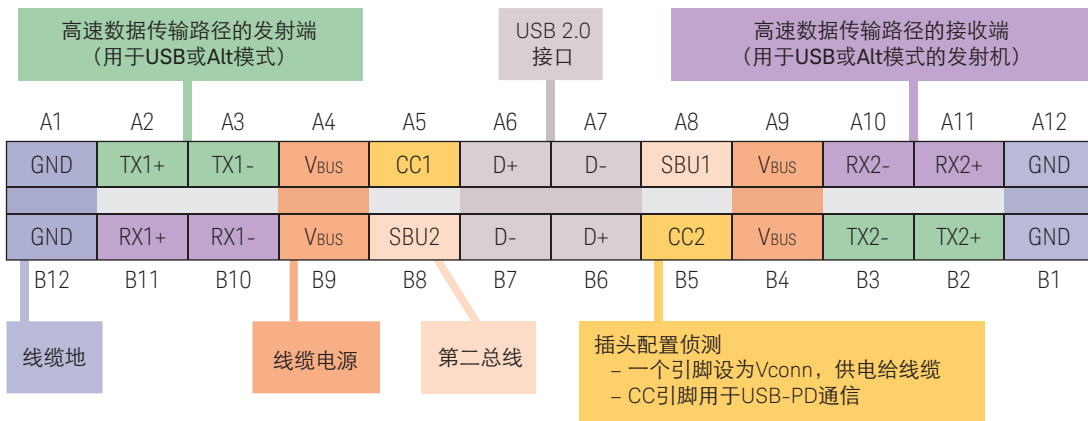 高速数据传输路径的发射端
（用于USB或Alt模式）
USB 2.0
接口
高速数据传输路径的接收端
（用于USB或Alt模式的发射机）
A1 A2 A3 A4 A5 A6 A7 A8 A9 A10 A11 A12
GND TX1+ TX1- VBUS CC1 D+ D- SBU1 VBUS RX2- RX2+ GND
GND RX1+ RX1- VBUS SBU2 D- D+ CC2 VBUS TX2- TX2+ GND
B12 B11 B10 B9 B8 B7 B6 B5 B4 B3 B2 B1
线缆地
线缆电源
第二总线
插头配置侦测
– 一个引脚设为Vconn，供电给线缆
– CC引脚用于USB-PD通信